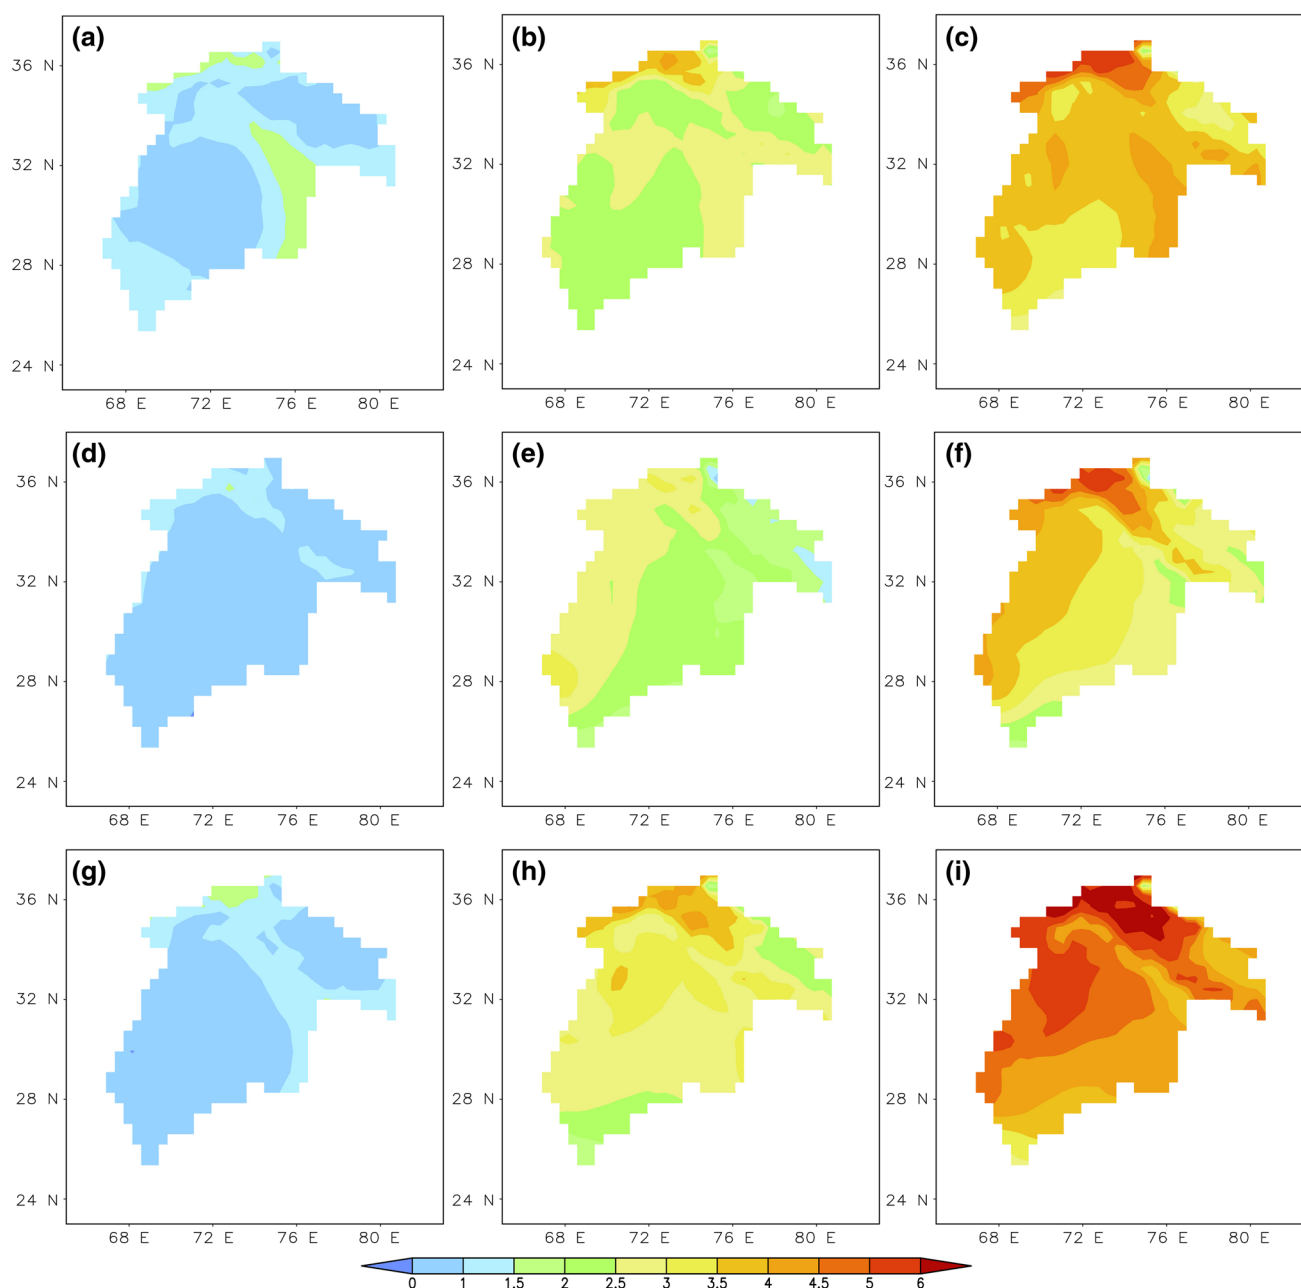 (a) (b) (c)
36 N 36 N 36 N
32 N 32 N 32 N
28 N 28 N 28 N
24 N 24 N 24 N
68 E 72 E 76 E 80 E 68 E 72 E 76 E 80 E 68 E 72 E 76 E 80 E
(d) (e) (f)
36 N 36 N 36 N
32 N 32 N 32 N
28 N 28 N 28 N
24 N 24 N 24 N
68 E 72 E 76 E 80 E 68 E 72 E 76 E 80 E 68 E 72 E 76 E 80 E
(g) (h) (i)
36 N 36 N 36 N
32 N 32 N 32 N
28 N 28 N 28 N
24 N 24 N 24 N
68 E 72 E 76 E 80 E 68 E 72 E 76 E 80 E 68 E 72 E 76 E 80 E
0 1 1.5 2 2.5 3 3.5 4 4.5 5 6